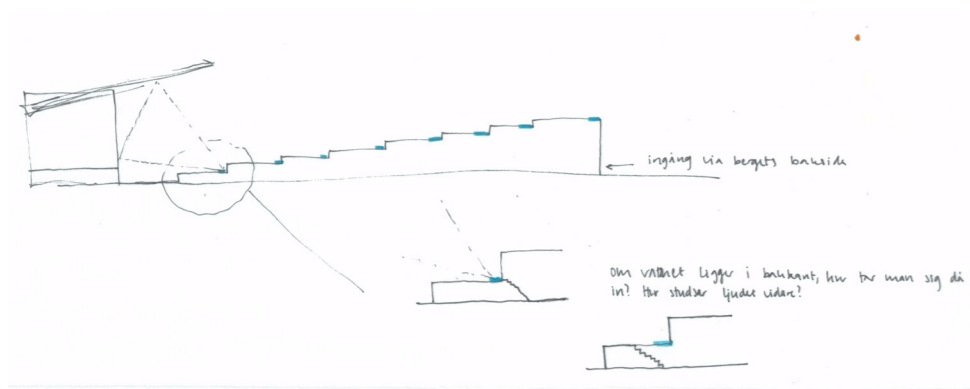 ingång via bergets baksida
om vattnet ligger i bakkant, hur tar man sig då
in? Hur studsar ljudet vidare?